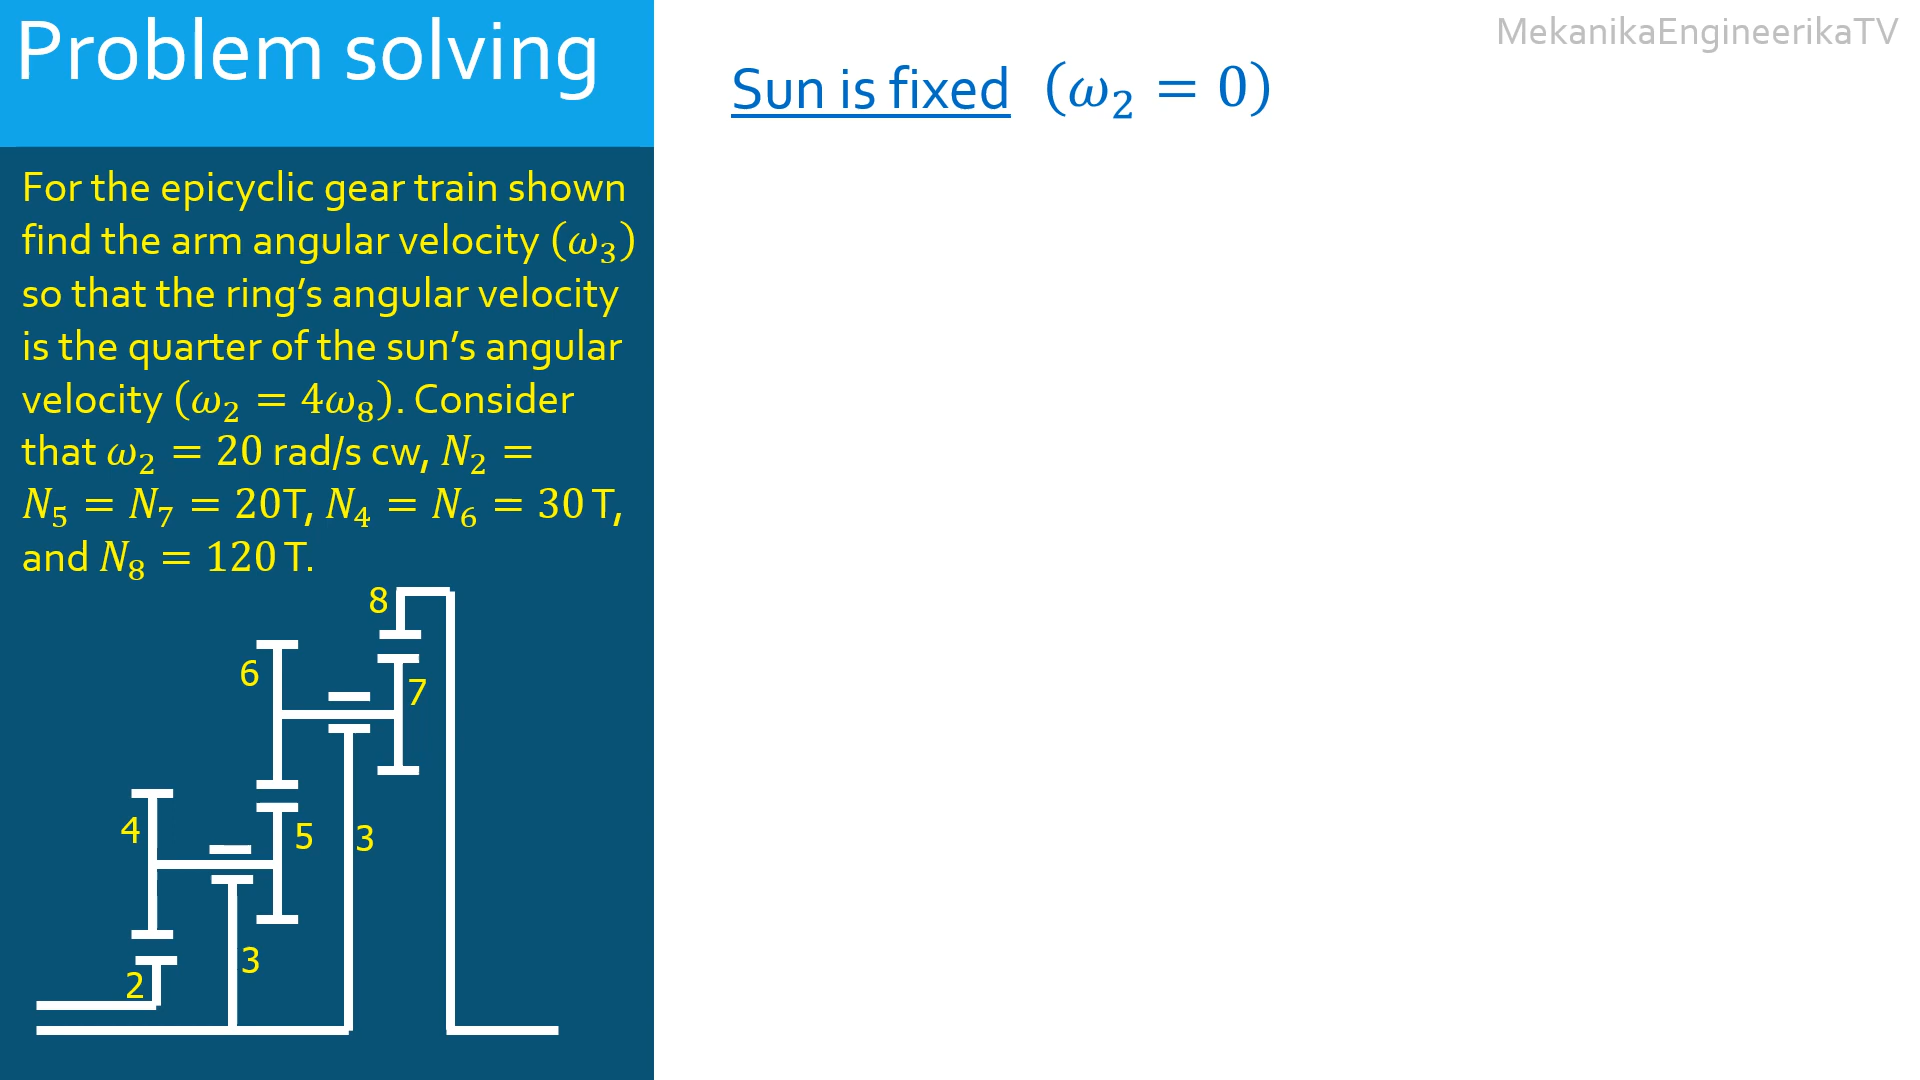 Problem solving
MekanikaEngineerikaTV
Sun is fixed (ω₂ = 0)
For the epicyclic gear train shown
find the arm angular velocity (ω₃)
so that the ring’s angular velocity
is the quarter of the sun’s angular
velocity (ω₂ = 4ω₈). Consider
that ω₂ = 20 rad/s cw, N₂ =
N₅ = N₇ = 20T, N₄ = N₆ = 30 T,
and N₈ = 120 T.
8
6
7
4
5
3
3
2